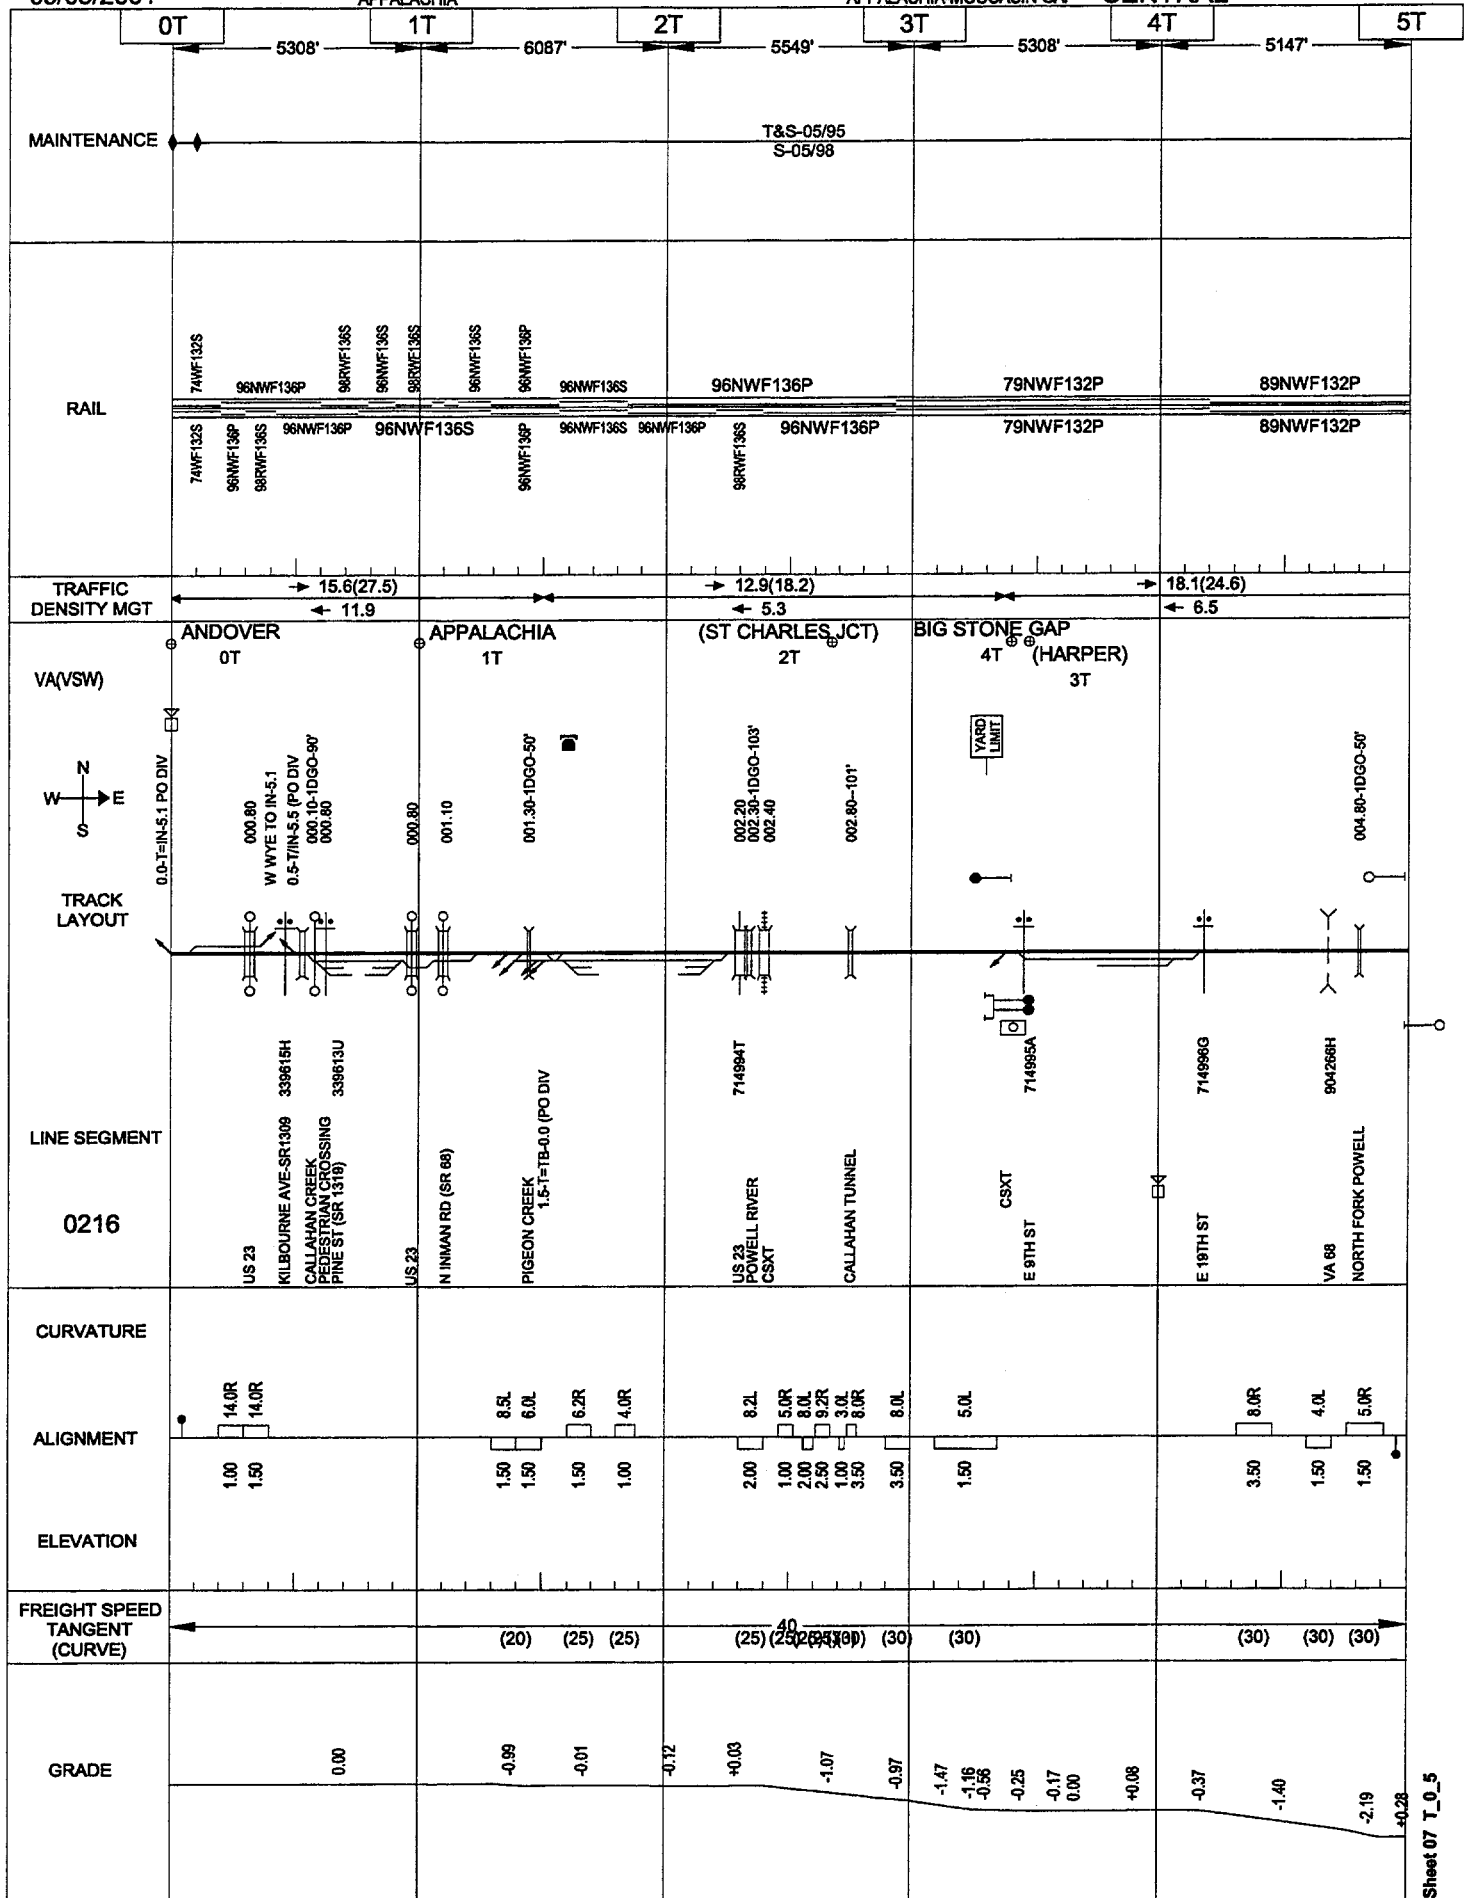 APPALACHIA
0T 1T 2T 3T 4T 5T
5308' 6087' 5549' 5308' 5147'
MAINTENANCE
T&S-05/95
S-05/98
74WF132S 96NWF136P 98RWF136S 96NWF136S 98RWF136S 96NWF136S 96NWF136P 96NWF136S 96NWF136P 79NWF132P 89NWF132P
RAIL
74WF132S 96NWF136P 98RWF136S 96NWF136P 96NWF136S 96NWF136P 96NWF136S 96NWF136P 98RWF136S 96NWF136P 79NWF132P 89NWF132P
TRAFFIC
DENSITY MGT
15.6(27.5) 12.9(18.2) 18.1(24.6)
11.9 5.3 6.5
ANDOVER APPALACHIA (ST CHARLES JCT) BIG STONE GAP
0T 1T 2T 4T (HARPER)
3T
VA(VSW)
YARD
LIMIT
N
W E
S
0.0-T=IN-5.1 PO DIV
000.80
W WYE TO IN-5.1
0.5-T/IN-5.5 (PO DIV
000.10-1DGO-90'
000.80
000.80
001.10
001.30-1DGO-50'
002.20
002.30-1DGO-103'
002.40
002.80--101'
004.80-1DGO-50'
TRACK
LAYOUT
LINE SEGMENT
0216
US 23
KILBOURNE AVE-SR1309 339615H
CALLAHAN CREEK
PEDESTRIAN CROSSING
PINE ST (SR 1319) 339613U
US 23
N INMAN RD (SR 68)
PIGEON CREEK
1.5-T=TB-0.0 (PO DIV
US 23 714994T
POWELL RIVER
CSXT
CALLAHAN TUNNEL
CSXT
E 9TH ST 714995A
E 19TH ST 714996G
VA 68 904266H
NORTH FORK POWELL
CURVATURE
14.0R 14.0R 8.5L 6.0L 6.2R 4.0R 8.2L 5.0R 8.0L 9.2R 3.0L 8.0R 8.0L 5.0L 8.0R 4.0L 5.0R
ALIGNMENT
1.00 1.50 1.50 1.50 1.50 1.00 2.00 1.00 2.00 2.50 1.00 3.50 3.50 1.50 3.50 1.50 1.50
ELEVATION
FREIGHT SPEED
TANGENT
(CURVE)
40
(20) (25) (25) (25) (30) (30) (30) (30) (30)
GRADE
0.00 -0.99 -0.01 -0.12 +0.03 -1.07 -0.97 -1.47 -1.16 -0.56 -0.25 -0.17 0.00 +0.08 -0.37 -1.40 -2.19 +0.28
Sheet 07 T_0_5